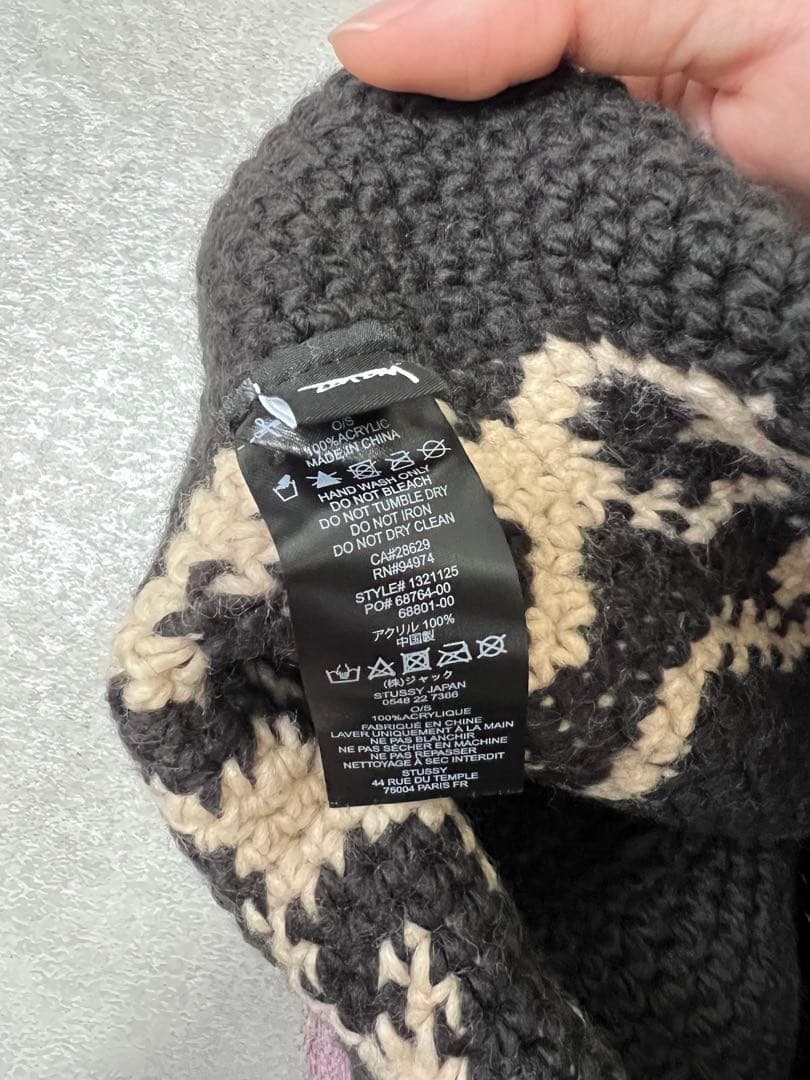 O/S
100%ACRYLIC
MADE IN CHINA
HAND WASH ONLY
DO NOT BLEACH
DO NOT TUMBLE DRY
DO NOT IRON
DO NOT DRY CLEAN
CA#28629
RN#94974
STYLE# 1321125
PO# 68764-00
68801-00
アクリル 100%
中国製
(株)ジャック
STUSSY JAPAN
0548 22 7366
O/S
100%ACRYLIQUE
FABRIQUÉ EN CHINE
LAVER UNIQUEMENT À LA MAIN
NE PAS BLANCHIR
NE PAS SÉCHER EN MACHINE
NE PAS REPASSER
NETTOYAGE À SEC INTERDIT
STUSSY
44 RUE DU TEMPLE
75004 PARIS FR